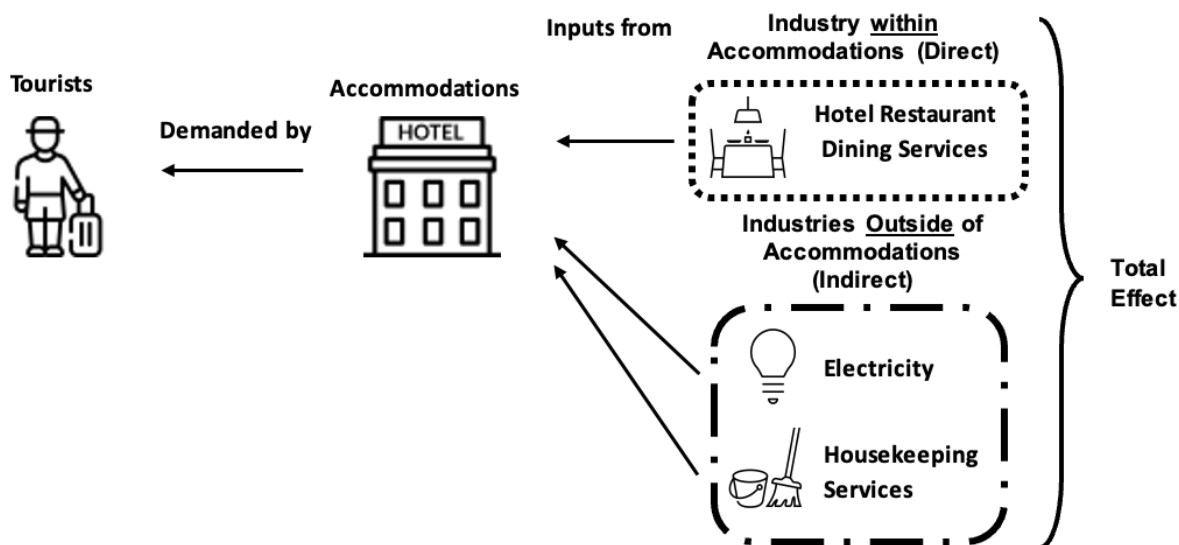 Tourists
Demanded by
Accommodations
HOTEL
Inputs from
Industry within
Accommodations (Direct)
Hotel Restaurant
Dining Services
Industries Outside of
Accommodations
(Indirect)
Electricity
Housekeeping
Services
Total
Effect